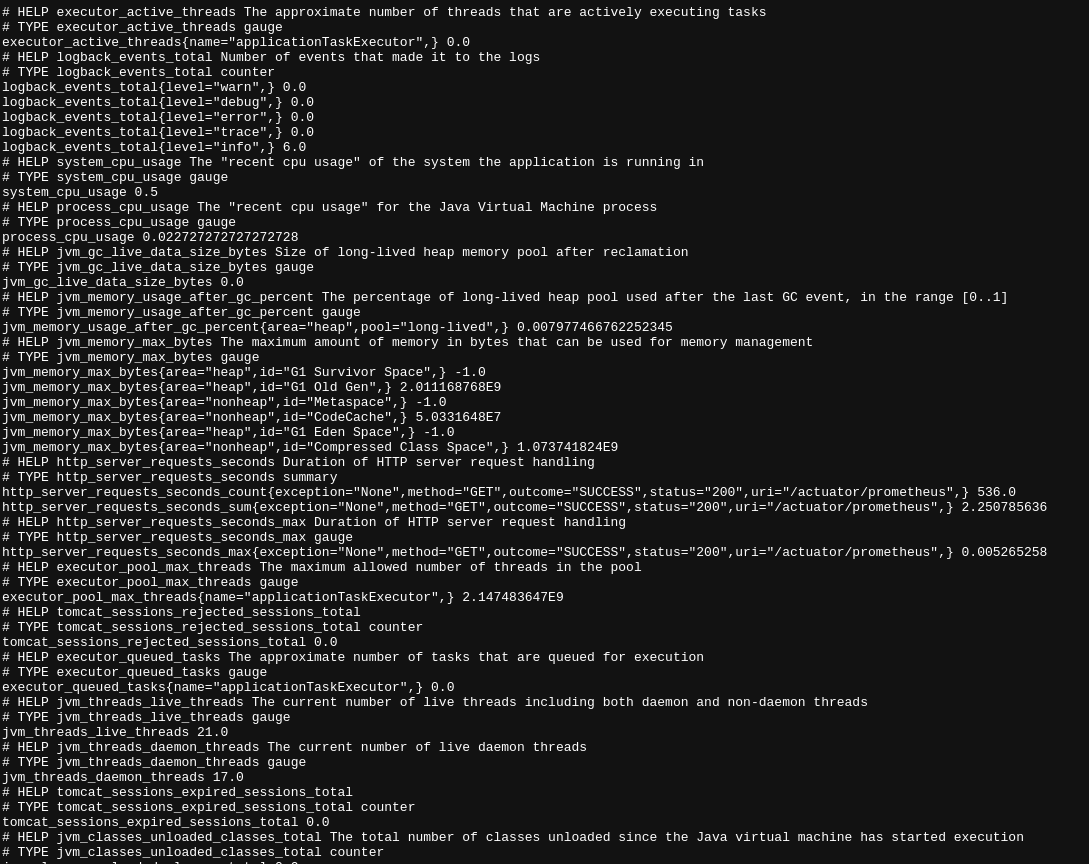 # HELP executor_active_threads The approximate number of threads that are actively executing tasks
# TYPE executor_active_threads gauge
executor_active_threads{name="applicationTaskExecutor",} 0.0
# HELP logback_events_total Number of events that made it to the logs
# TYPE logback_events_total counter
logback_events_total{level="warn",} 0.0
logback_events_total{level="debug",} 0.0
logback_events_total{level="error",} 0.0
logback_events_total{level="trace",} 0.0
logback_events_total{level="info",} 6.0
# HELP system_cpu_usage The "recent cpu usage" of the system the application is running in
# TYPE system_cpu_usage gauge
system_cpu_usage 0.5
# HELP process_cpu_usage The "recent cpu usage" for the Java Virtual Machine process
# TYPE process_cpu_usage gauge
process_cpu_usage 0.022727272727272728
# HELP jvm_gc_live_data_size_bytes Size of long-lived heap memory pool after reclamation
# TYPE jvm_gc_live_data_size_bytes gauge
jvm_gc_live_data_size_bytes 0.0
# HELP jvm_memory_usage_after_gc_percent The percentage of long-lived heap pool used after the last GC event, in the range [0..1]
# TYPE jvm_memory_usage_after_gc_percent gauge
jvm_memory_usage_after_gc_percent{area="heap",pool="long-lived",} 0.007977466762252345
# HELP jvm_memory_max_bytes The maximum amount of memory in bytes that can be used for memory management
# TYPE jvm_memory_max_bytes gauge
jvm_memory_max_bytes{area="heap",id="G1 Survivor Space",} -1.0
jvm_memory_max_bytes{area="heap",id="G1 Old Gen",} 2.011168768E9
jvm_memory_max_bytes{area="nonheap",id="Metaspace",} -1.0
jvm_memory_max_bytes{area="nonheap",id="CodeCache",} 5.0331648E7
jvm_memory_max_bytes{area="heap",id="G1 Eden Space",} -1.0
jvm_memory_max_bytes{area="nonheap",id="Compressed Class Space",} 1.073741824E9
# HELP http_server_requests_seconds Duration of HTTP server request handling
# TYPE http_server_requests_seconds summary
http_server_requests_seconds_count{exception="None",method="GET",outcome="SUCCESS",status="200",uri="/actuator/prometheus",} 536.0
http_server_requests_seconds_sum{exception="None",method="GET",outcome="SUCCESS",status="200",uri="/actuator/prometheus",} 2.250785636
# HELP http_server_requests_seconds_max Duration of HTTP server request handling
# TYPE http_server_requests_seconds_max gauge
http_server_requests_seconds_max{exception="None",method="GET",outcome="SUCCESS",status="200",uri="/actuator/prometheus",} 0.005265258
# HELP executor_pool_max_threads The maximum allowed number of threads in the pool
# TYPE executor_pool_max_threads gauge
executor_pool_max_threads{name="applicationTaskExecutor",} 2.147483647E9
# HELP tomcat_sessions_rejected_sessions_total
# TYPE tomcat_sessions_rejected_sessions_total counter
tomcat_sessions_rejected_sessions_total 0.0
# HELP executor_queued_tasks The approximate number of tasks that are queued for execution
# TYPE executor_queued_tasks gauge
executor_queued_tasks{name="applicationTaskExecutor",} 0.0
# HELP jvm_threads_live_threads The current number of live threads including both daemon and non-daemon threads
# TYPE jvm_threads_live_threads gauge
jvm_threads_live_threads 21.0
# HELP jvm_threads_daemon_threads The current number of live daemon threads
# TYPE jvm_threads_daemon_threads gauge
jvm_threads_daemon_threads 17.0
# HELP tomcat_sessions_expired_sessions_total
# TYPE tomcat_sessions_expired_sessions_total counter
tomcat_sessions_expired_sessions_total 0.0
# HELP jvm_classes_unloaded_classes_total The total number of classes unloaded since the Java virtual machine has started execution
# TYPE jvm_classes_unloaded_classes_total counter